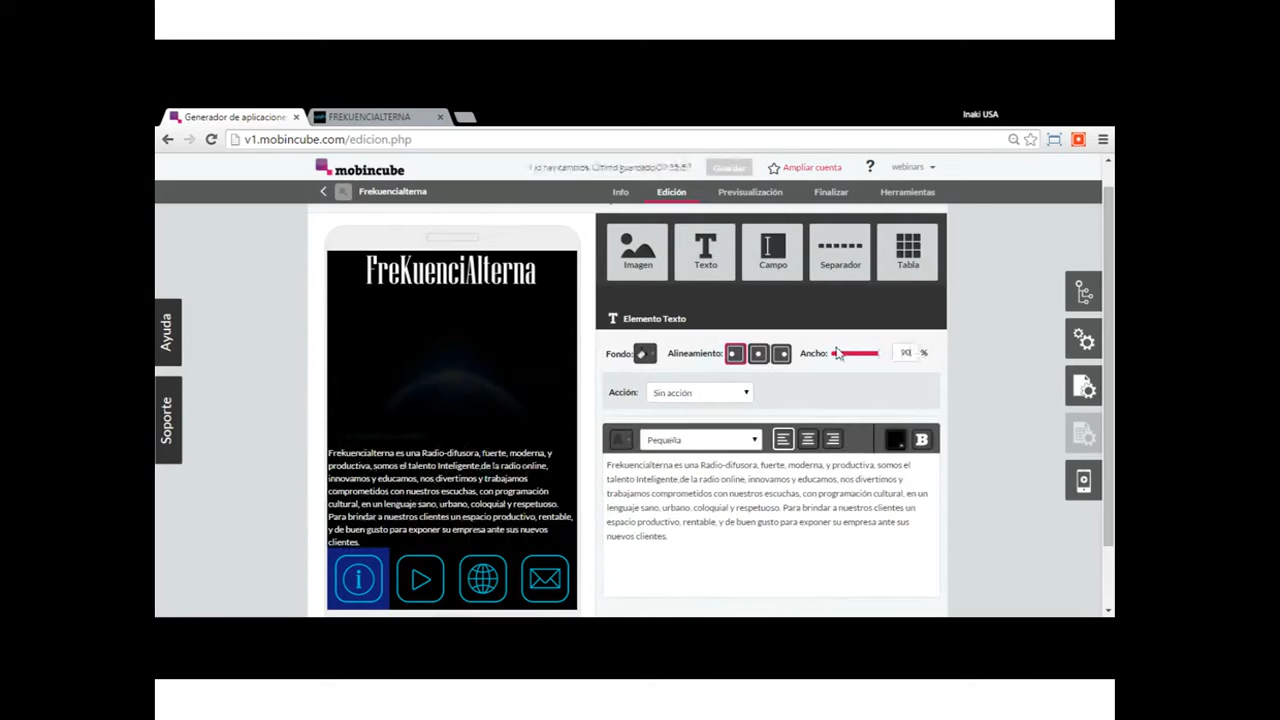 Generador de aplicacione
FREKUENCIALTERNA
Inaki USA
v1.mobincube.com/edicion.php
mobincube
Guardar
Ampliar cuenta
?
webinars
Frekuencialterna
Info
Edición
Previsualización
Finalizar
Herramientas
FreKuenciAlterna
Imagen
Texto
Campo
Separador
Tabla
Elemento Texto
Fondo:
Alineamiento:
Ancho:
90
%
Acción:
Sin acción
Pequeña
B
Frekuencialterna es una Radio-difusora, fuerte, moderna, y
productiva, somos el talento Inteligente,de la radio online,
innovamos y educamos, nos divertimos y trabajamos
comprometidos con nuestros escuchas, con programación
cultural, en un lenguaje sano, urbano, coloquial y respetuoso.
Para brindar a nuestros clientes un espacio productivo, rentable,
y de buen gusto para exponer su empresa ante sus nuevos
clientes.
Frekuencialterna es una Radio-difusora, fuerte, moderna, y productiva, somos el
talento Inteligente,de la radio online, innovamos y educamos, nos divertimos y
trabajamos comprometidos con nuestros escuchas, con programación cultural, en un
lenguaje sano, urbano, coloquial y respetuoso. Para brindar a nuestros clientes un
espacio productivo, rentable, y de buen gusto para exponer su empresa ante sus
nuevos clientes.
Ayuda
Soporte